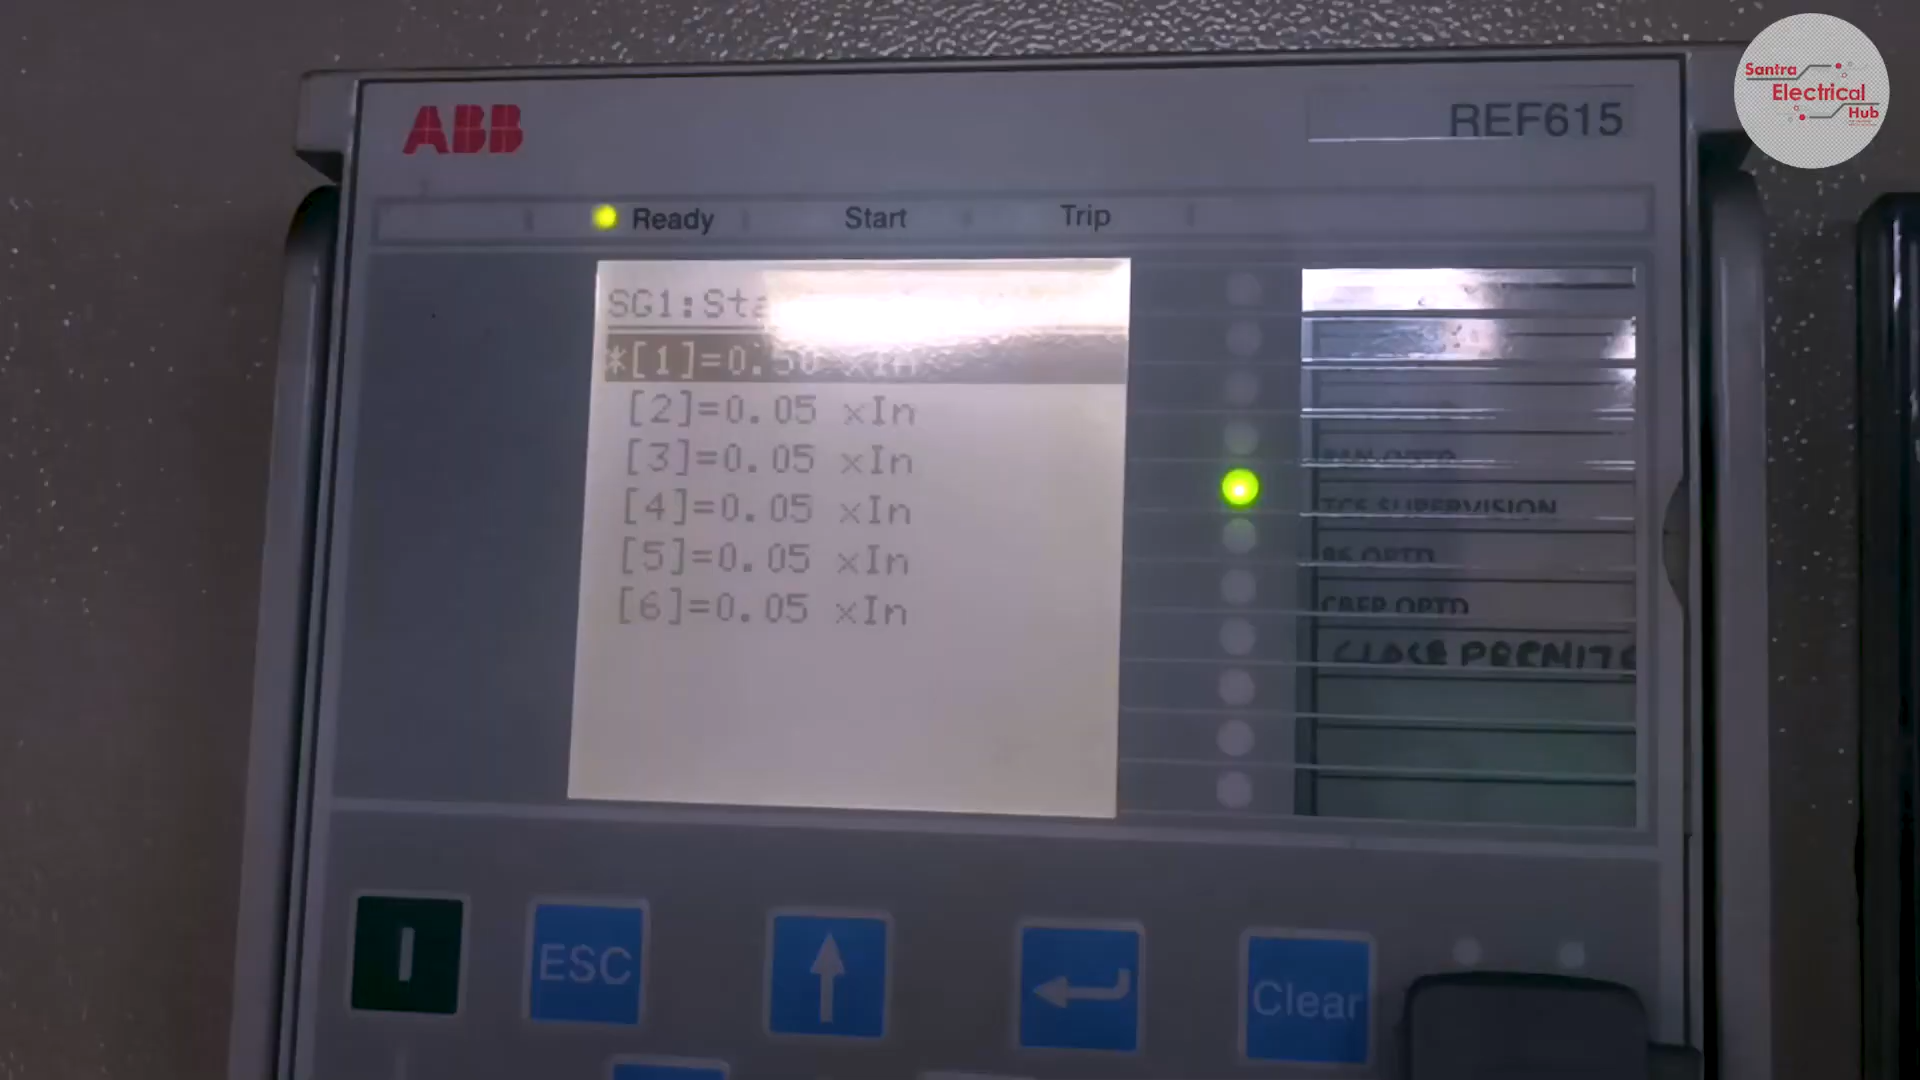 Santra
Electrical
Hub
ABB
REF615
Ready
Start
Trip
SG1:Sta
*[1]=0.50 xIn
[2]=0.05 xIn
[3]=0.05 xIn
[4]=0.05 xIn
[5]=0.05 xIn
[6]=0.05 xIn
TCS SUPERVISION
86 OPTD
CBFP OPTD
I
ESC
Clear